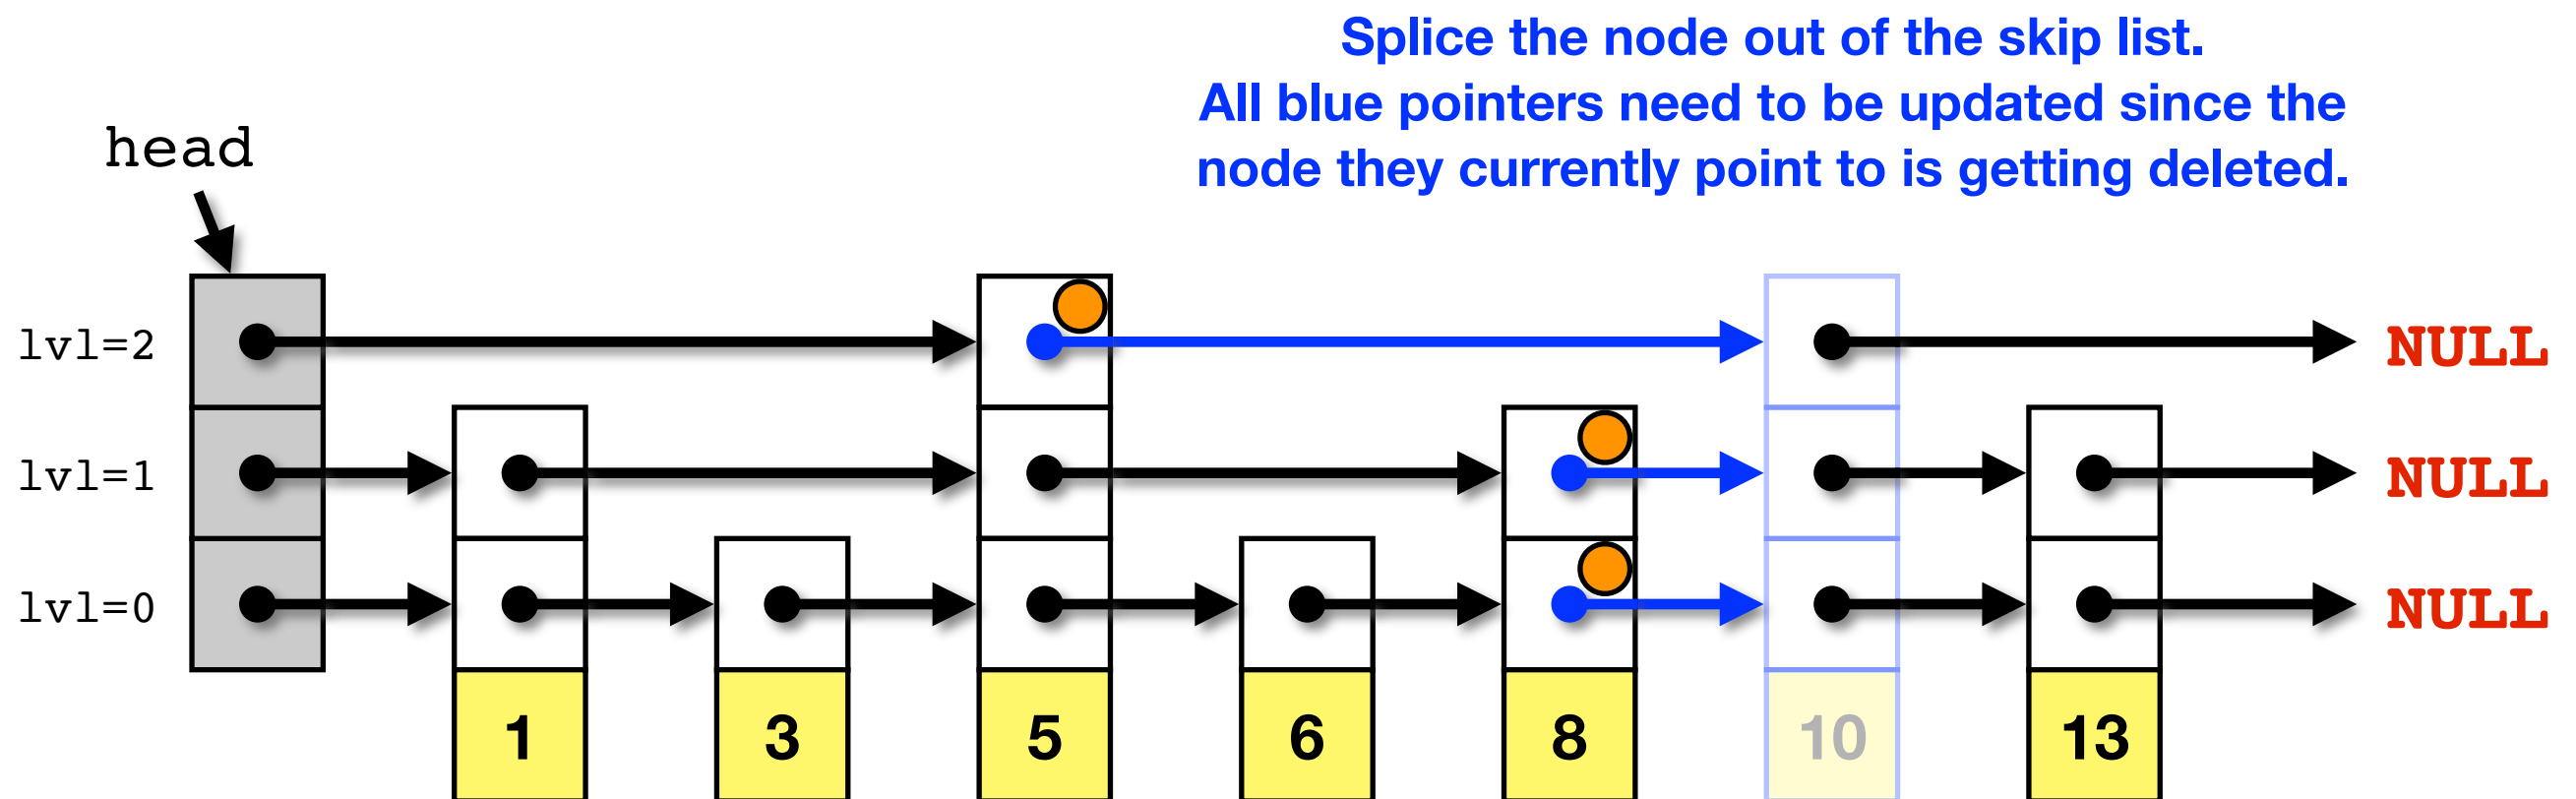 Splice the node out of the skip list.
All blue pointers need to be updated since the
node they currently point to is getting deleted.
head
lvl=2 NULL
lvl=1 NULL
lvl=0 NULL
1 3 5 6 8 10 13